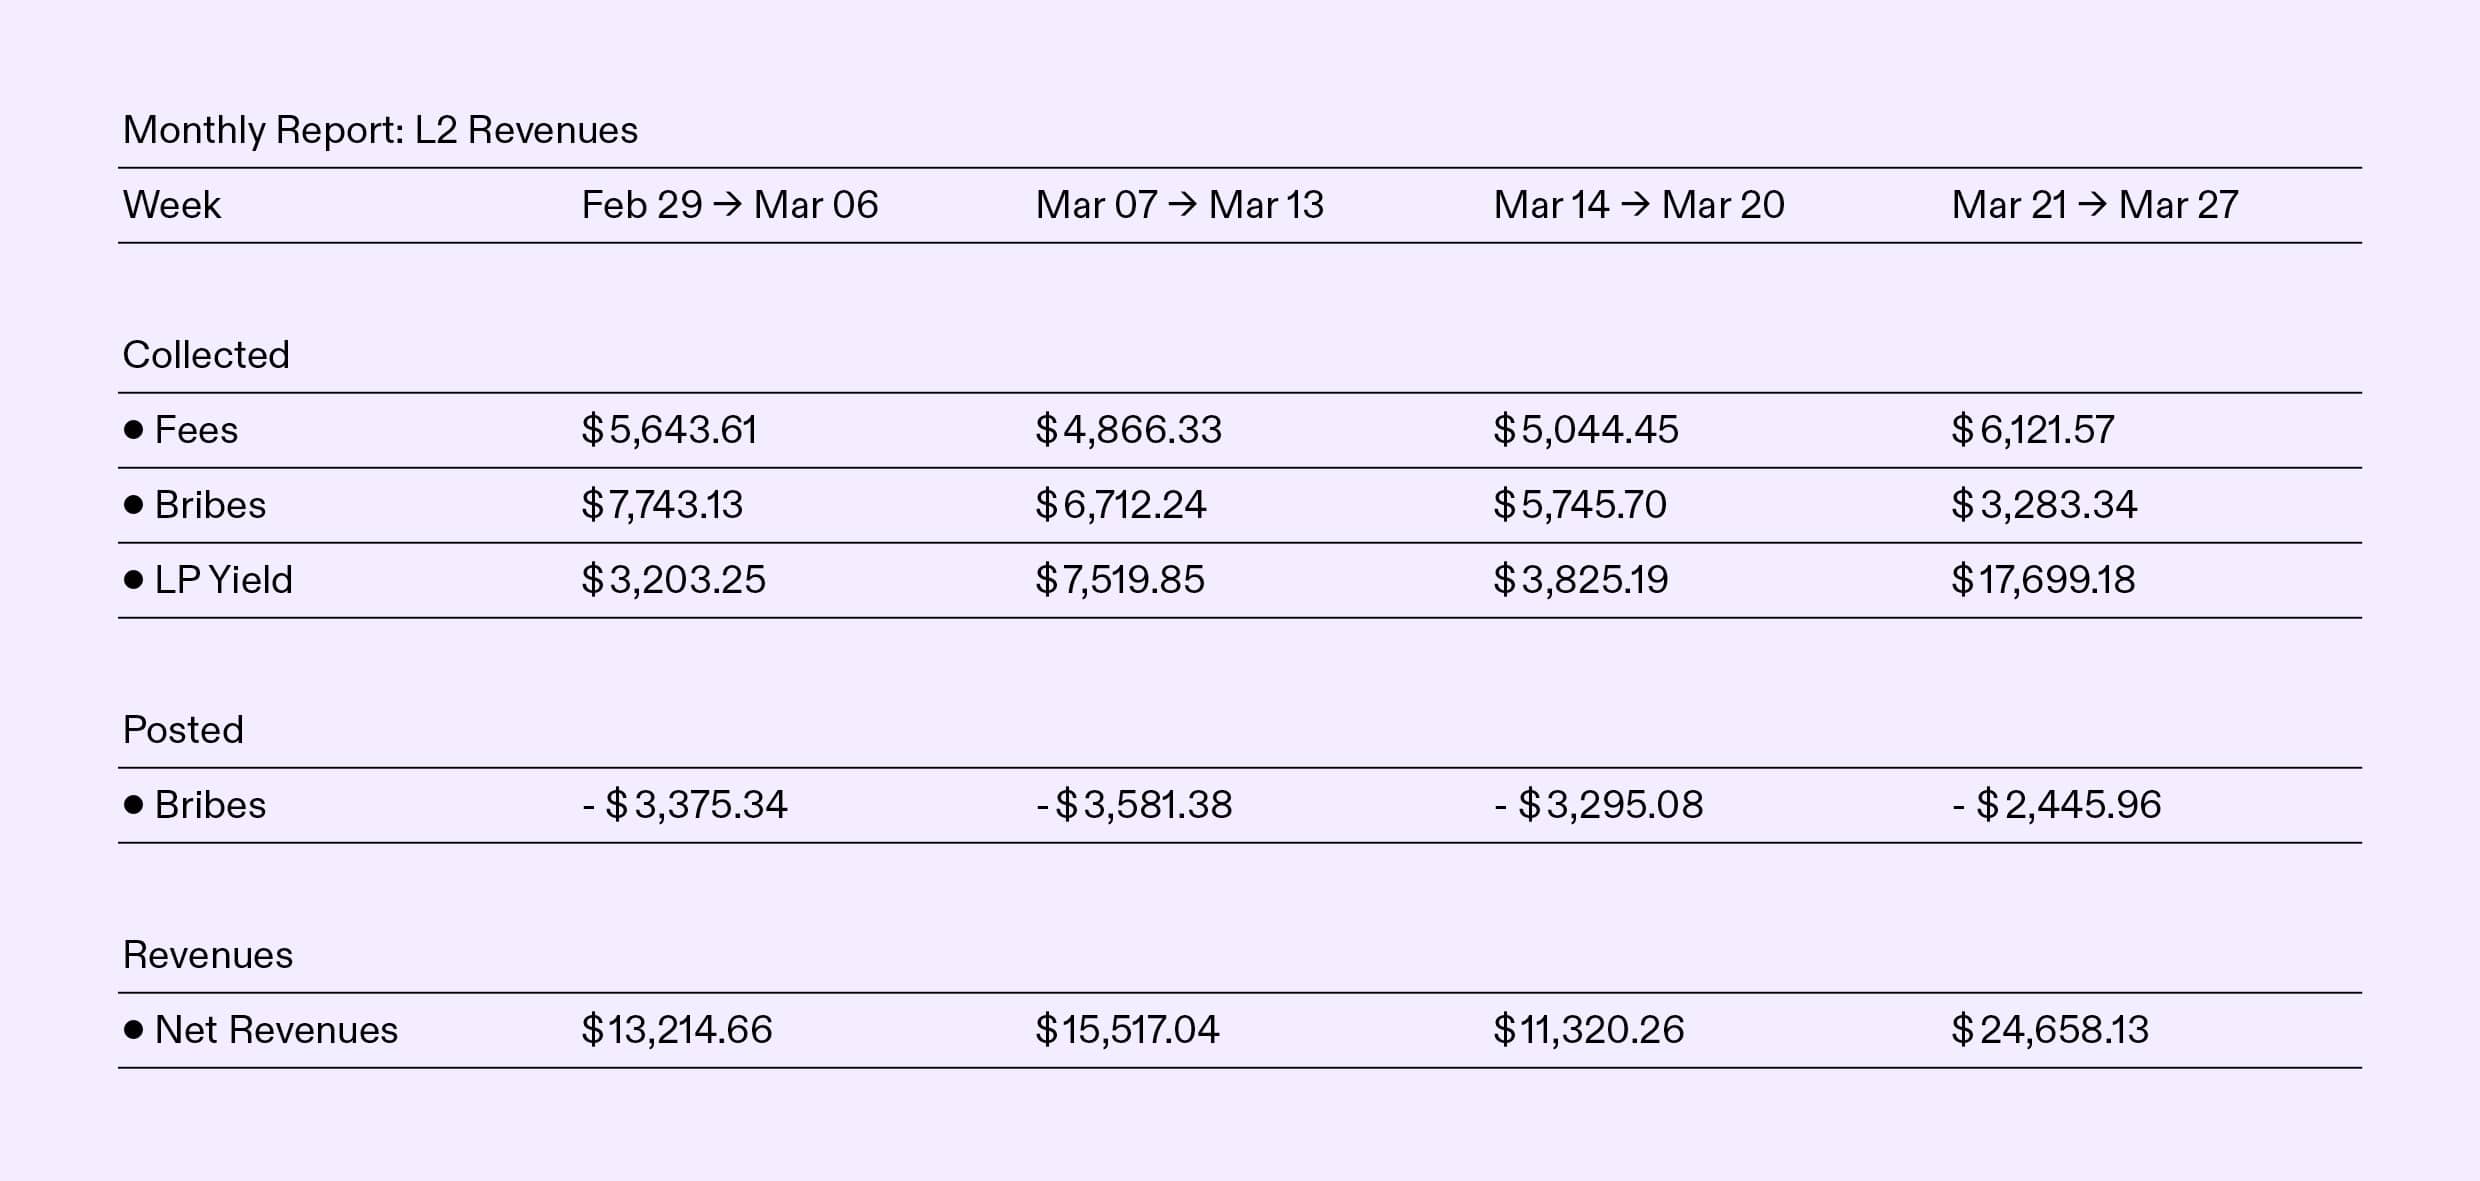 Monthly Report: L2 Revenues
Week Feb 29 → Mar 06 Mar 07 → Mar 13 Mar 14 → Mar 20 Mar 21 → Mar 27
Collected
● Fees $5,643.61 $4,866.33 $5,044.45 $6,121.57
● Bribes $7,743.13 $6,712.24 $5,745.70 $3,283.34
● LP Yield $3,203.25 $7,519.85 $3,825.19 $17,699.18
Posted
● Bribes - $3,375.34 -$3,581.38 - $3,295.08 - $2,445.96
Revenues
● Net Revenues $13,214.66 $15,517.04 $11,320.26 $24,658.13